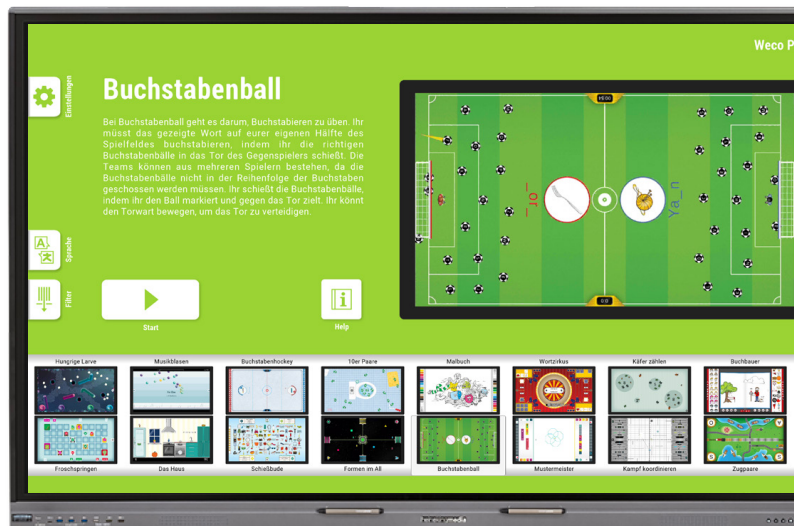 Weco P
Buchstabenball
Einstellungen
Bei Buchstabenball geht es darum, Buchstabieren zu üben. Ihr
müsst das gezeigte Wort auf eurer eigenen Hälfte des
Spielfeldes buchstabieren, indem ihr die richtigen
Buchstabenbälle in das Tor des Gegenspielers schießt. Die
Teams können aus mehreren Spielern bestehen, da die
Buchstabenbälle nicht in der Reihenfolge der Buchstaben
geschossen werden müssen. Ihr schießt die Buchstabenbälle,
indem ihr den Ball markiert und gegen das Tor zielt. Ihr könnt
den Torwart bewegen, um das Tor zu verteidigen.
_or_
Ya_n
Sprache
Filter
Start
Help
Hungrige Larve
Musikblasen
Buchstabenhockey
10er Paare
Malbuch
Wortzirkus
Käfer zählen
Buchbauer
Froschspringen
Das Haus
Schießbude
Formen im All
Buchstabenball
Mustermeister
Kampf koordinieren
Zugpaare